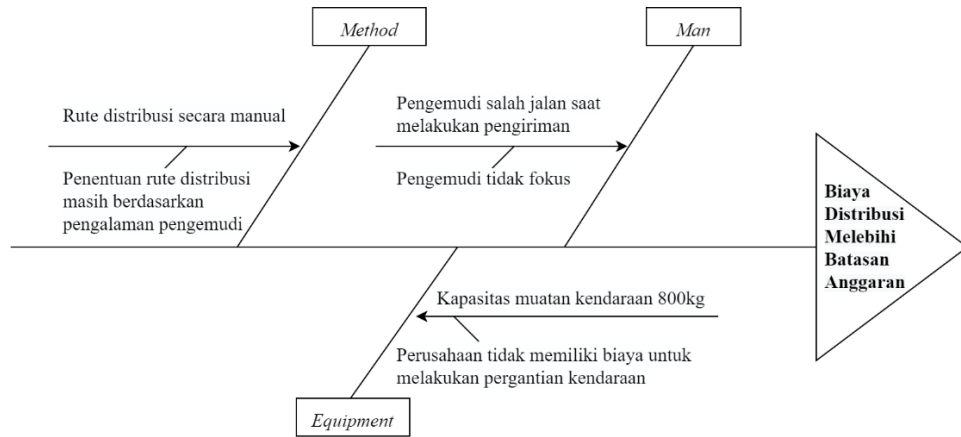 Method
Man
Rute distribusi secara manual
Penentuan rute distribusi
masih berdasarkan
pengalaman pengemudi
Pengemudi salah jalan saat
melakukan pengiriman
Pengemudi tidak fokus
Biaya
Distribusi
Melebihi
Batasan
Anggaran
Kapasitas muatan kendaraan 800kg
Perusahaan tidak memiliki biaya untuk
melakukan pergantian kendaraan
Equipment